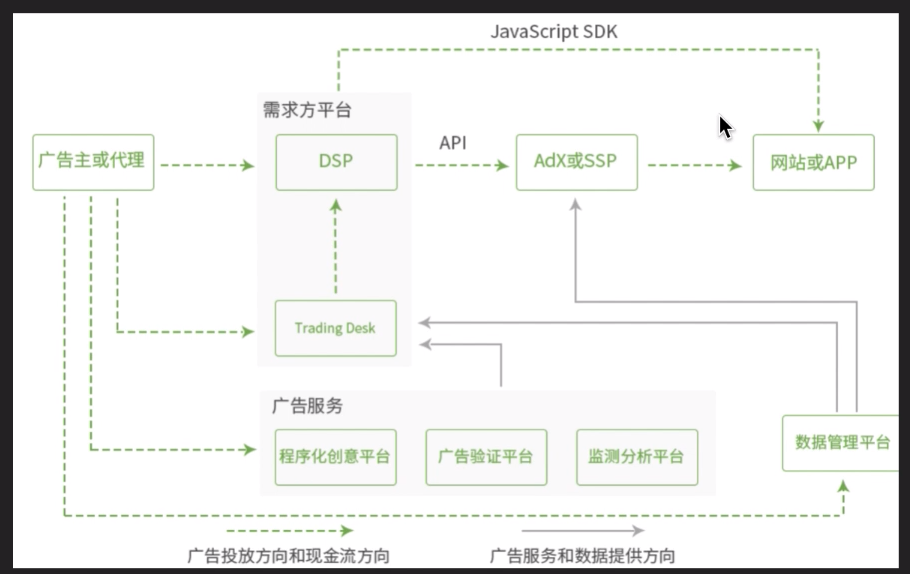 JavaScript SDK
需求方平台
广告主或代理
DSP
API
AdX或SSP
网站或APP
Trading Desk
广告服务
程序化创意平台
广告验证平台
监测分析平台
数据管理平台
广告投放方向和现金流方向
广告服务和数据提供方向